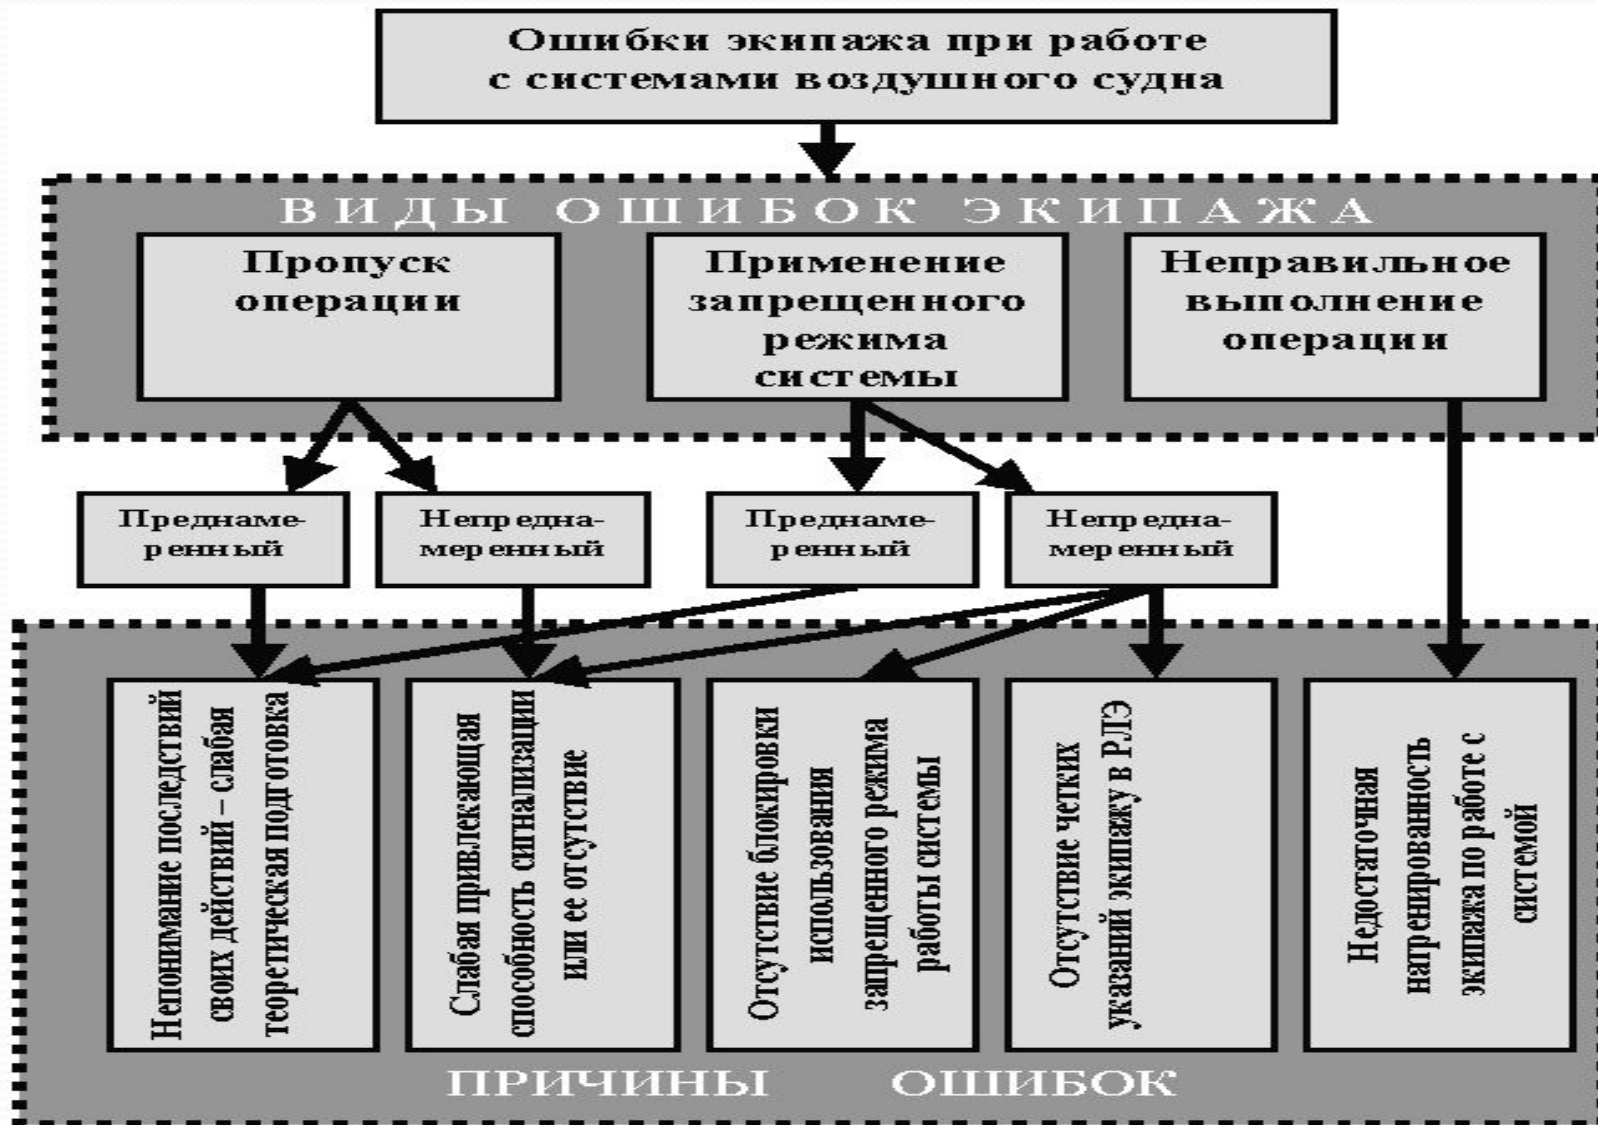 Ошибки экипажа при работе
с системами воздушного судна
ВИДЫ ОШИБОК ЭКИПАЖА
Пропуск
операции
Применение
запрещенного
режима
системы
Неправильное
выполнение
операции
Преднаме-
ренный
Непредна-
меренный
Преднаме-
ренный
Непредна-
меренный
Непонимание последствий
своих действий – слабая
теоретическая подготовка
Слабая привлекающая
способность сигнализации
или ее отсутствие
Отсутствие блокировки
использования
запрещенного режима
работы системы
Отсутствие четких
указаний экипажу в РЛЭ
Недостаточная
натренированность
экипажа по работе с
системой
ПРИЧИНЫ ОШИБОК